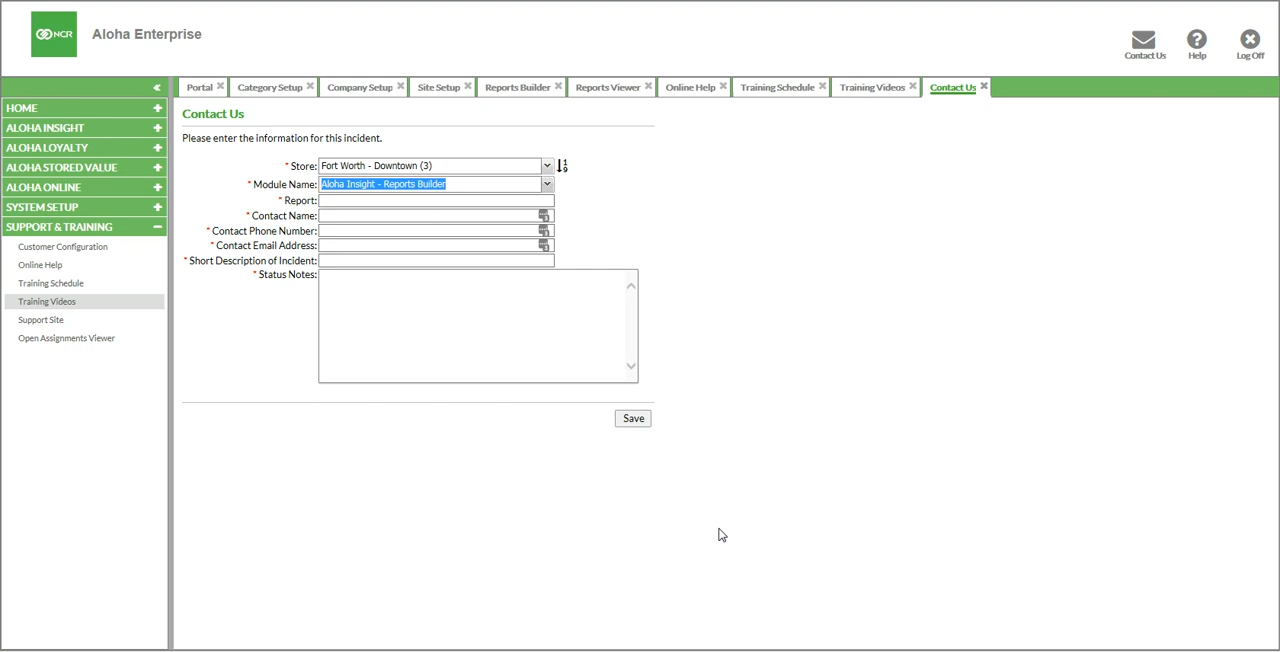 NCR
Aloha Enterprise
Contact Us
Help
Log Off
«
Portal
Category Setup
Company Setup
Site Setup
Reports Builder
Reports Viewer
Online Help
Training Schedule
Training Videos
Contact Us
HOME +
ALOHA INSIGHT +
ALOHA LOYALTY +
ALOHA STORED VALUE +
ALOHA ONLINE +
SYSTEM SETUP +
SUPPORT & TRAINING −
Customer Configuration
Online Help
Training Schedule
Training Videos
Support Site
Open Assignments Viewer
Contact Us
Please enter the information for this incident.
* Store: Fort Worth - Downtown (3)
* Module Name: Aloha Insight - Reports Builder
* Report:
* Contact Name:
* Contact Phone Number:
* Contact Email Address:
* Short Description of Incident:
* Status Notes:
Save